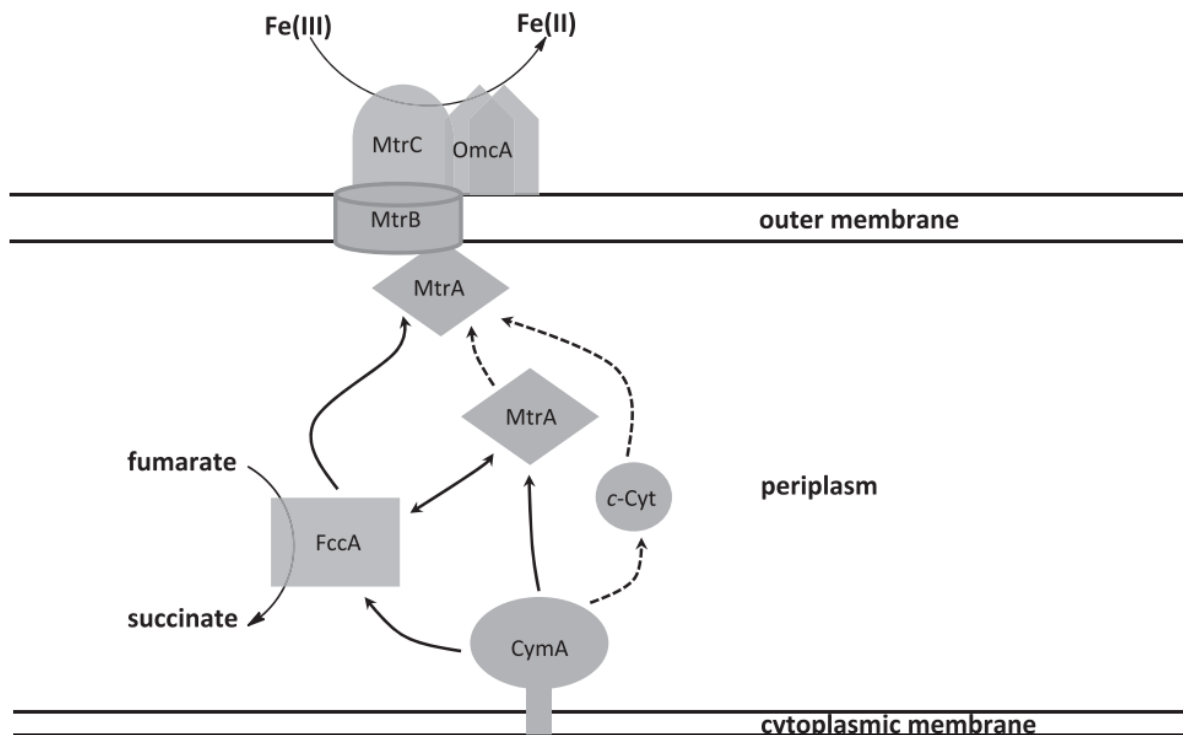 Fe(III)
Fe(II)
MtrC
OmcA
MtrB
outer membrane
MtrA
MtrA
fumarate
periplasm
c-Cyt
FccA
succinate
CymA
cytoplasmic membrane